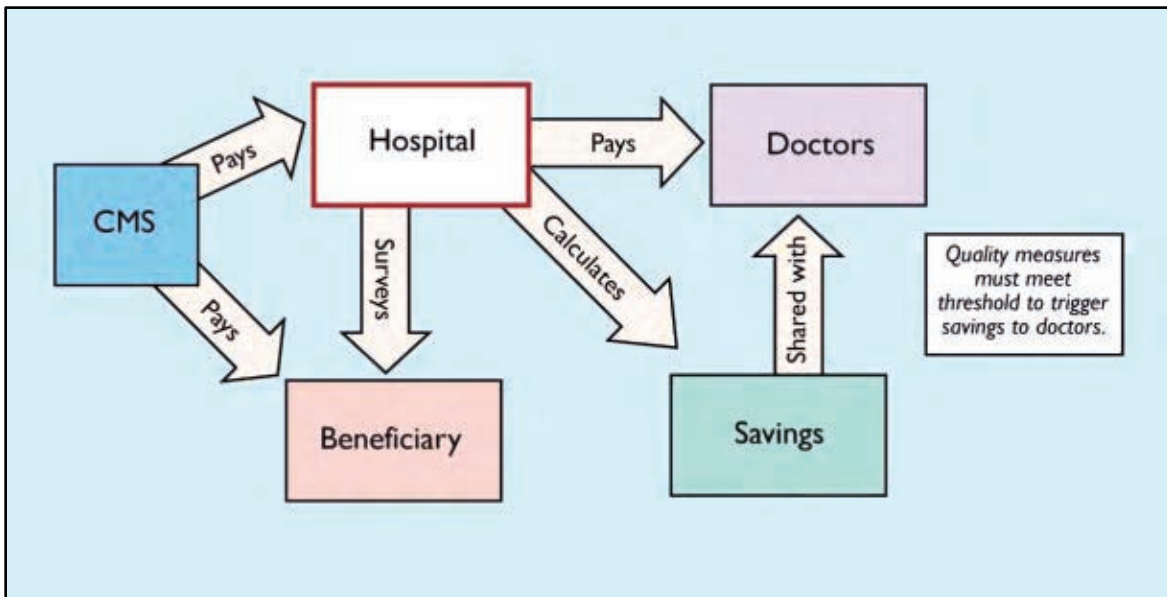 Hospital
Pays
Doctors
Pays
CMS
Surveys
Calculates
Shared with
Quality measures
must meet
threshold to trigger
savings to doctors.
Pays
Beneficiary
Savings